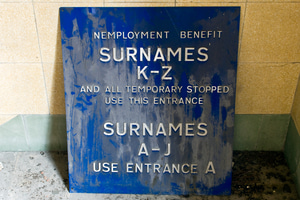 NEMPLOYMENT BENEFIT
SURNAMES
K-Z
AND ALL TEMPORARY STOPPED
USE THIS ENTRANCE
SURNAMES
A-J
USE ENTRANCE A